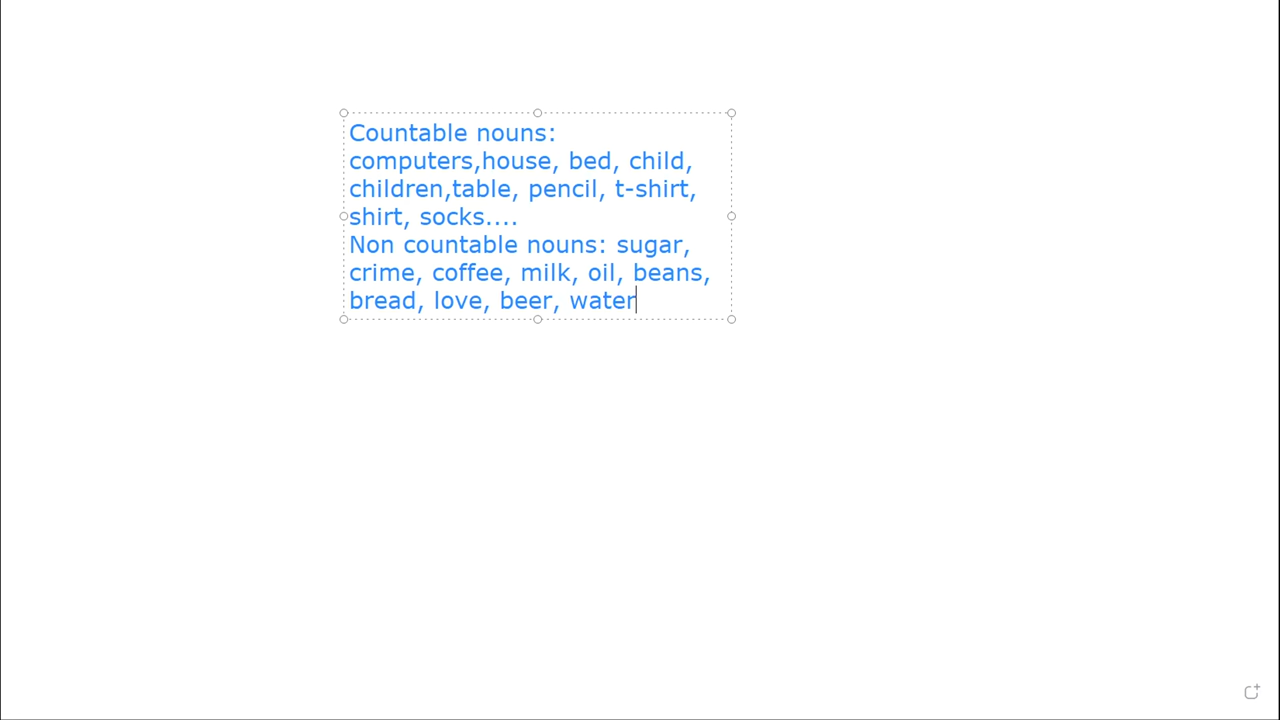 Countable nouns:
computers,house, bed, child,
children,table, pencil, t-shirt,
shirt, socks....
Non countable nouns: sugar,
crime, coffee, milk, oil, beans,
bread, love, beer, water